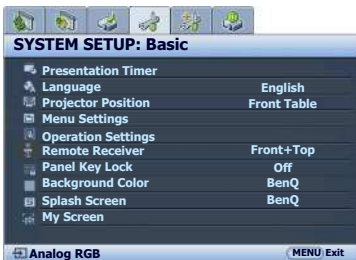 SYSTEM SETUP: Basic
Presentation Timer
Language English
Projector Position Front Table
Menu Settings
Operation Settings
Remote Receiver Front+Top
Panel Key Lock Off
Background Color BenQ
Splash Screen BenQ
My Screen
Analog RGB MENU Exit